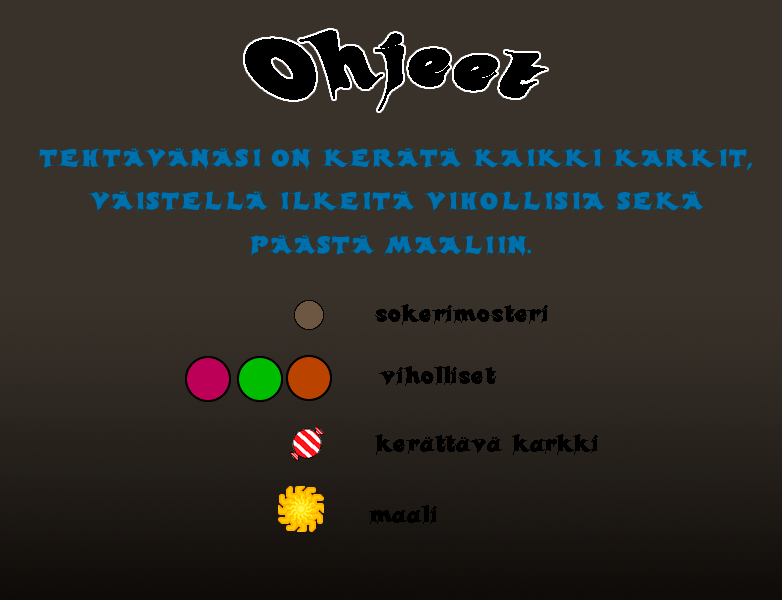 Ohjeet
TEHTÄVÄNÄSI ON KERÄTÄ KAIKKI KARKIT,
VÄISTELLÄ ILKEITÄ VIHOLLISIA SEKÄ
PÄÄSTÄ MAALIIN.
sokerimosteri
viholliset
kerättävä karkki
maali